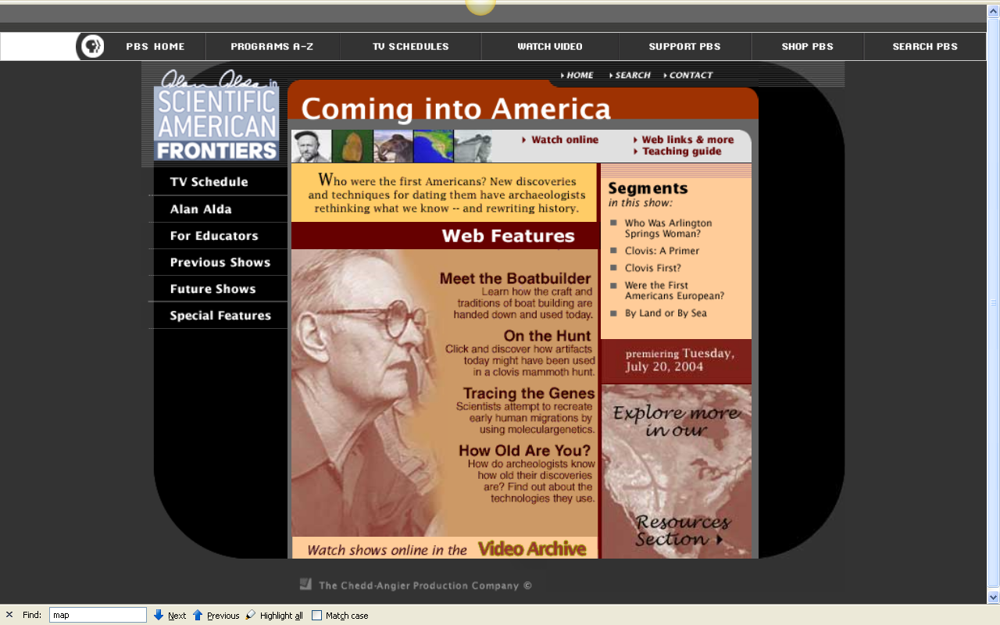 PBS HOME
PROGRAMS A-Z
TV SCHEDULES
WATCH VIDEO
SUPPORT PBS
SHOP PBS
SEARCH PBS
HOME
SEARCH
CONTACT
Alan Alda in
SCIENTIFIC
AMERICAN
FRONTIERS
Coming into America
Watch online
Web links & more
Teaching guide
TV Schedule
Alan Alda
For Educators
Previous Shows
Future Shows
Special Features
Who were the first Americans? New discoveries
and techniques for dating them have archaeologists
rethinking what we know -- and rewriting history.
Web Features
Meet the Boatbuilder
Learn how the craft and
traditions of boat building are
handed down and used today.
On the Hunt
Click and discover how artifacts
today might have been used
in a clovis mammoth hunt.
Tracing the Genes
Scientists attempt to recreate
early human migrations by
using moleculargenetics.
How Old Are You?
How do archeologists know
how old their discoveries
are? Find out about the
technologies they use.
Watch shows online in the Video Archive
Segments
in this show:
Who Was Arlington
Springs Woman?
Clovis: A Primer
Clovis First?
Were the First
Americans European?
By Land or By Sea
premiering Tuesday,
July 20, 2004
Explore more
in our
Resources
Section
The Chedd-Angier Production Company ©
Find: map Next Previous Highlight all Match case